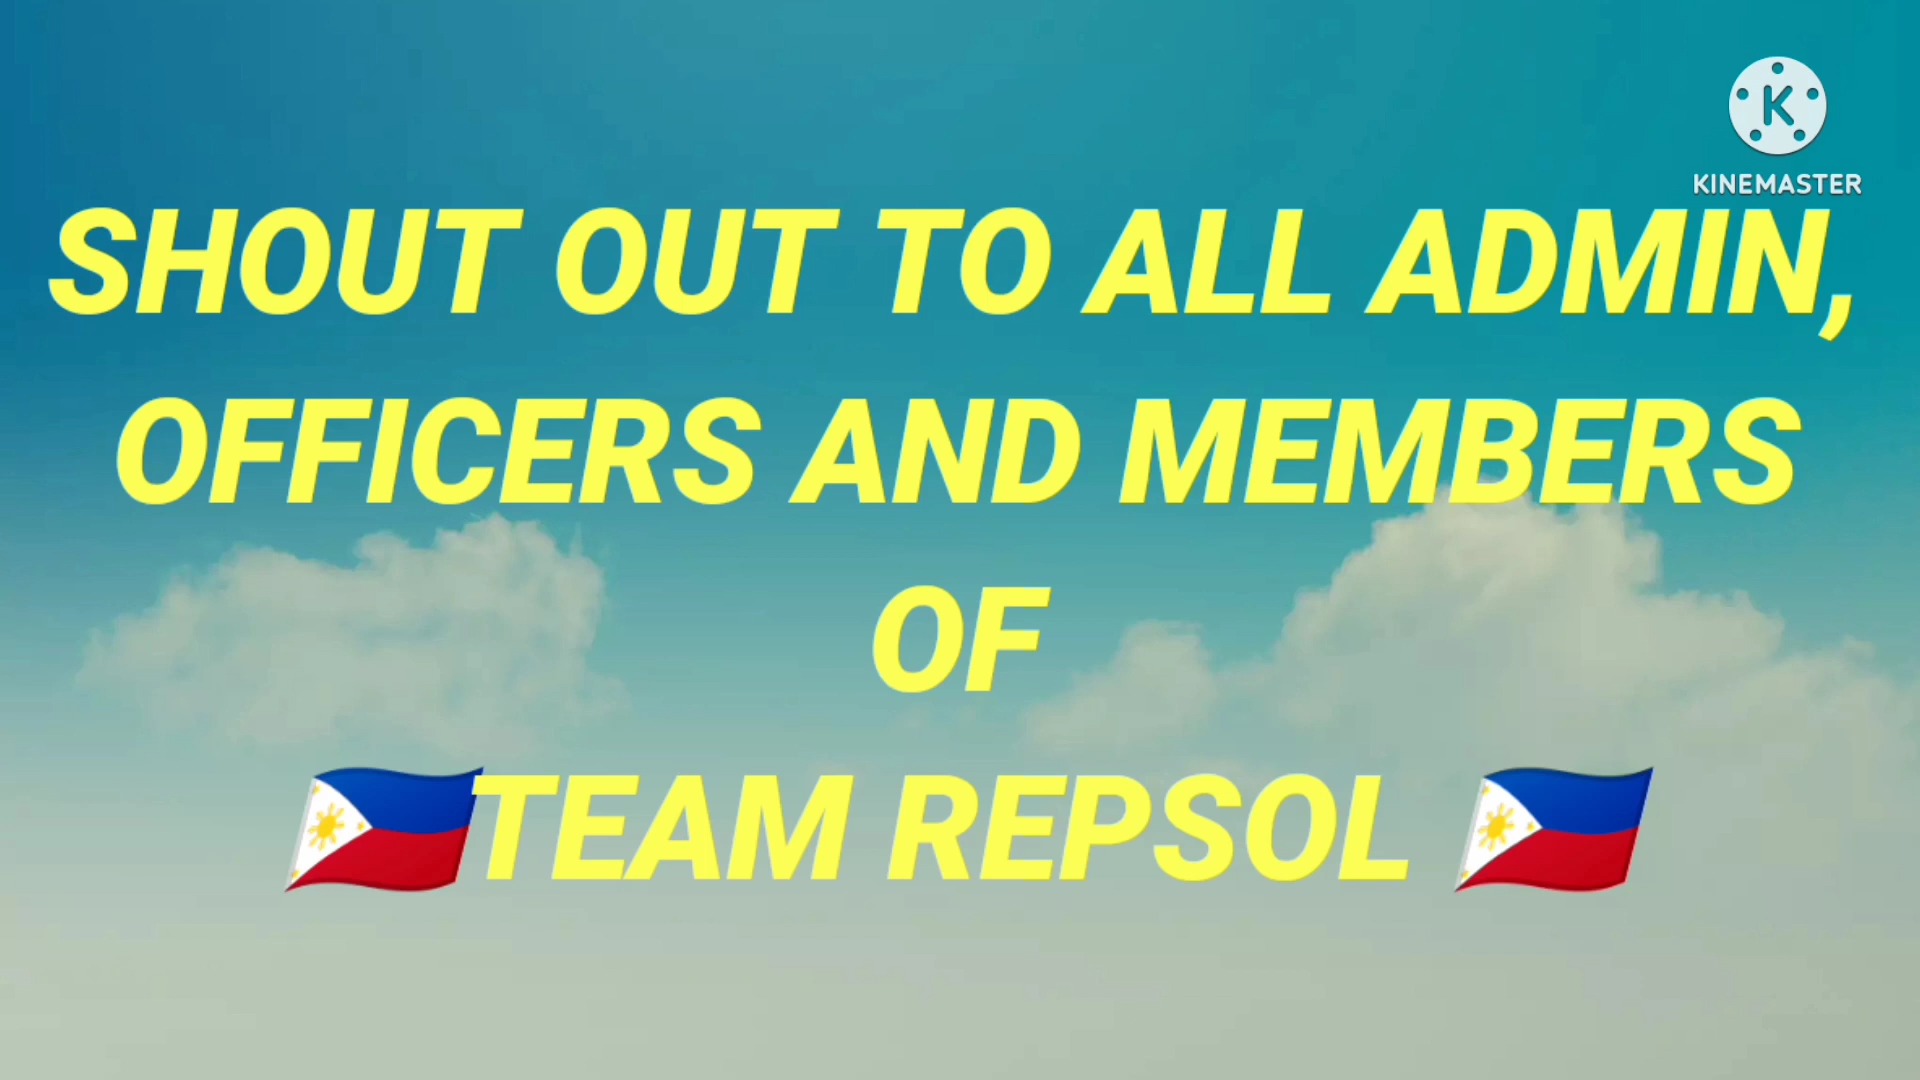 K
KINEMASTER
SHOUT OUT TO ALL ADMIN,
OFFICERS AND MEMBERS
OF
🇵🇭TEAM REPSOL 🇵🇭